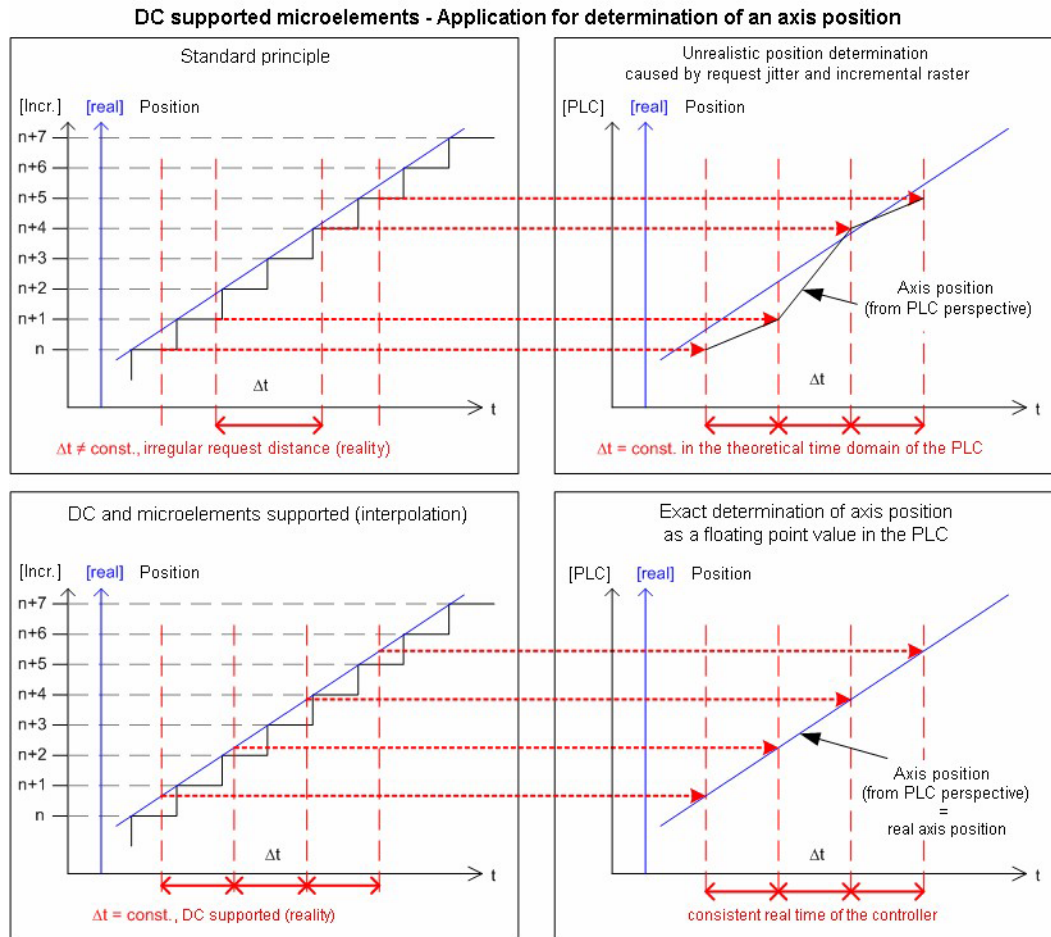 DC supported microelements - Application for determination of an axis position
Standard principle
[Incr.] [real] Position
n+7
n+6
n+5
n+4
n+3
n+2
n+1
n
Δt
t
Δt ≠ const., irregular request distance (reality)
Unrealistic position determination
caused by request jitter and incremental raster
[PLC] [real] Position
Axis position
(from PLC perspective)
Δt
t
Δt = const. in the theoretical time domain of the PLC
DC and microelements supported (interpolation)
[Incr.] [real] Position
n+7
n+6
n+5
n+4
n+3
n+2
n+1
n
Δt
t
Δt = const., DC supported (reality)
Exact determination of axis position
as a floating point value in the PLC
[PLC] [real] Position
Axis position
(from PLC perspective)
=
real axis position
Δt
t
consistent real time of the controller